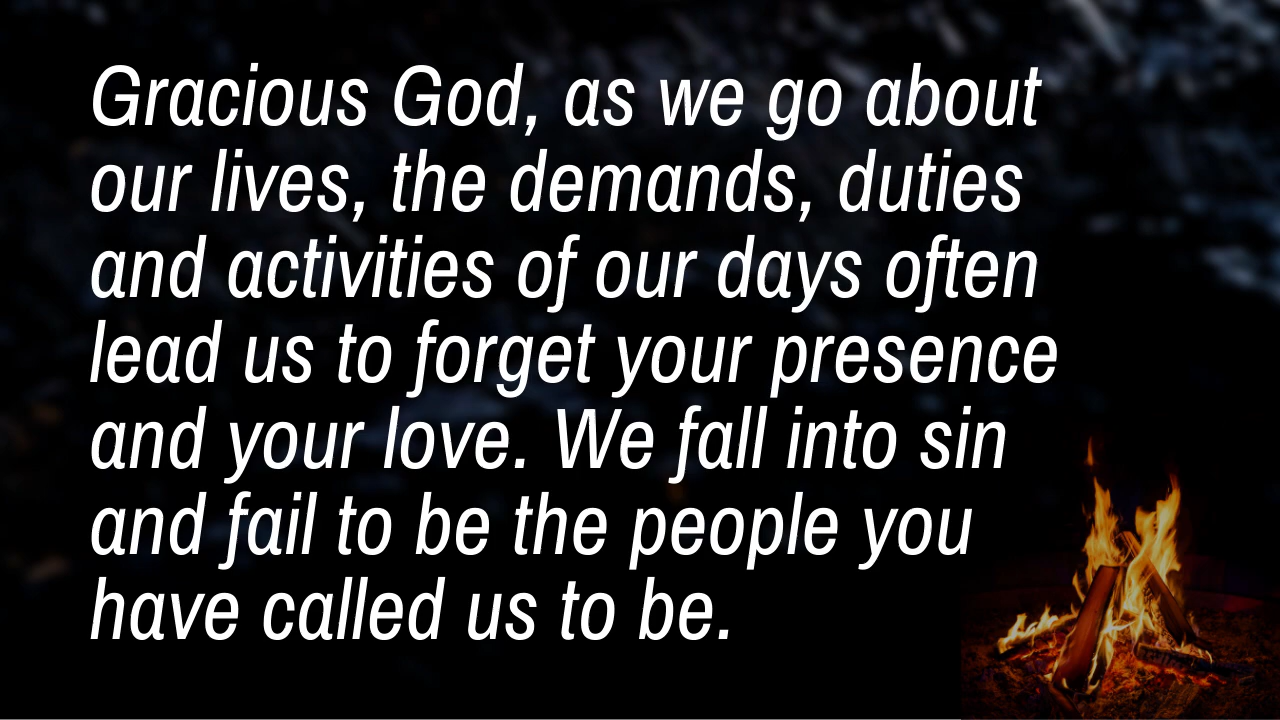 Gracious God, as we go about
our lives, the demands, duties
and activities of our days often
lead us to forget your presence
and your love. We fall into sin
and fail to be the people you
have called us to be.